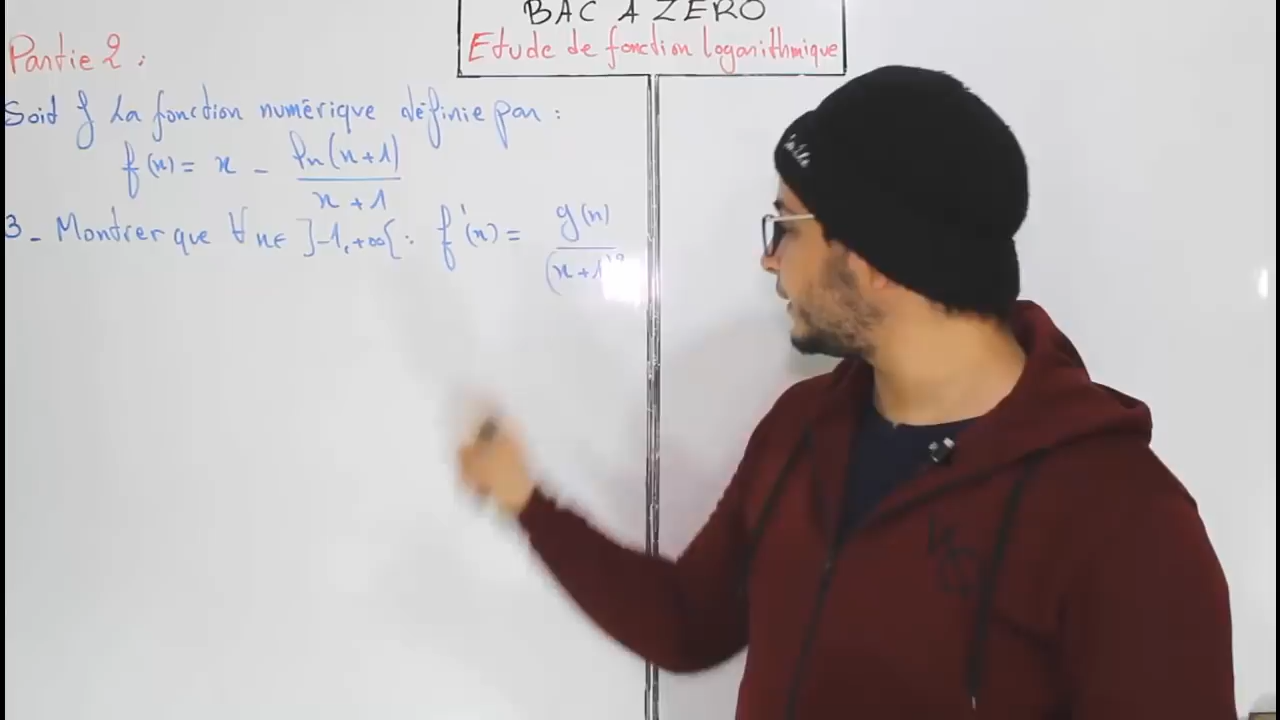 BAC A ZERO
Etude de fonction logarithmique
Partie 2 :
Soit f la fonction numérique définie par :
f(x) = x - ln(x+1) / x+1
3- Montrer que ∀x∈ ]-1,+∞[ : f'(x) = g(x) / (x+1)²